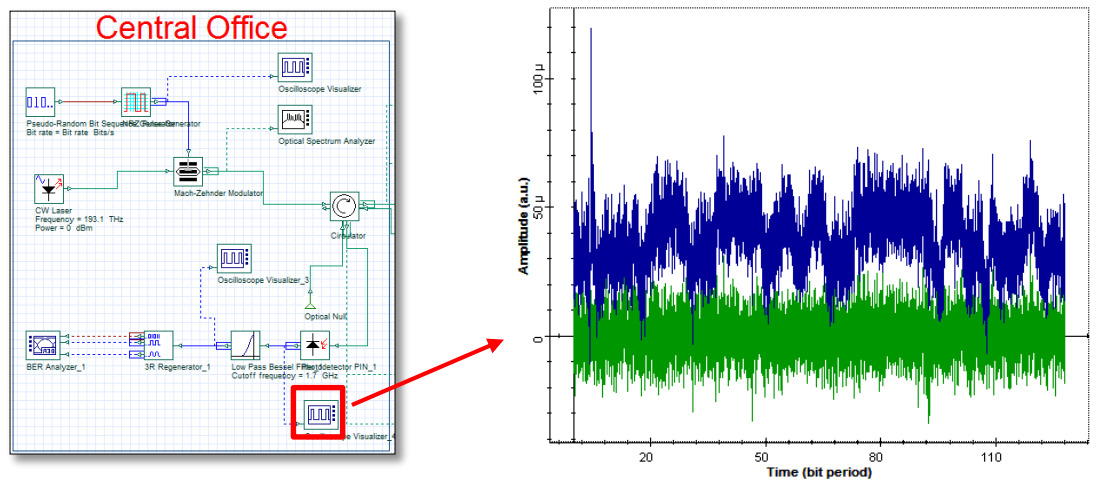 Central Office
Oscilloscope Visualizer
Pseudo-Random Bit Sequence
Bit rate = Bit rate Bits/s
Optical Spectrum Analyzer
Mach-Zehnder Modulator
CW Laser
Frequency = 193.1 THz
Power = 0 dBm
Circulator
Oscilloscope Visualizer_3
Optical Null
BER Analyzer_1
3R Regenerator_1
Low Pass Bessel
PIN_1
Cutoff frequency = 1.7 GHz
Visualizer
100 µ
50 µ
0
Amplitude (a.u.)
20
50
80
110
Time (bit period)